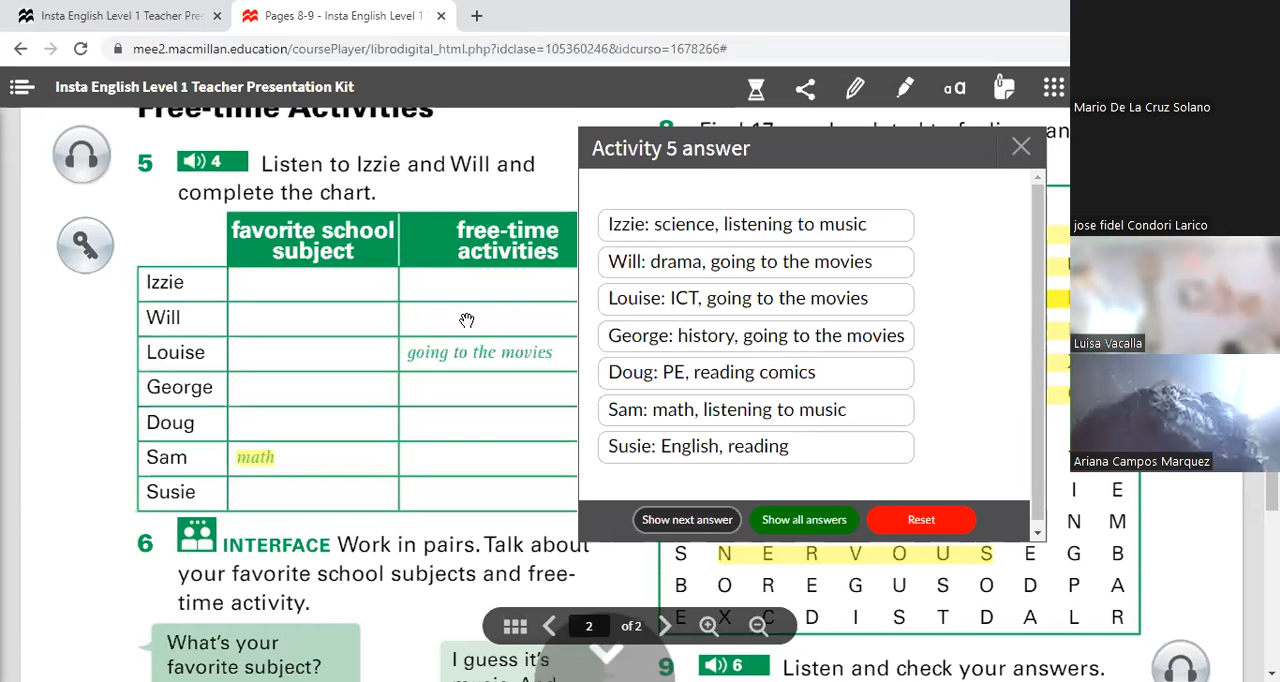 Insta English Level 1 Teacher Pre
Pages 8-9 - Insta English Level 1
mee2.macmillan.education/coursePlayer/librodigital_html.php?idclase=105360246&idcurso=1678266#
Insta English Level 1 Teacher Presentation Kit
aa
Free-time Activities
5 4 Listen to Izzie and Will and
complete the chart.
favorite school
subject
free-time
activities
Izzie
Will
Louise going to the movies
George
Doug
Sam math
Susie
6 INTERFACE Work in pairs. Talk about
your favorite school subjects and free-
time activity.
What's your
favorite subject?
I guess it's
Activity 5 answer
Izzie: science, listening to music
Will: drama, going to the movies
Louise: ICT, going to the movies
George: history, going to the movies
Doug: PE, reading comics
Sam: math, listening to music
Susie: English, reading
Show next answer
Show all answers
Reset
I E
N M
S N E R V O U S E G B
B O R E G U S O D P A
E X C D I S T D A L R
2 of 2
9 6 Listen and check your answers.
Mario De La Cruz Solano
jose fidel Condori Larico
Luisa Vacalla
Ariana Campos Marquez